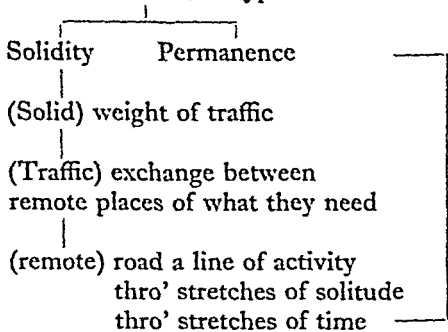 Solidity Permanence
(Solid) weight of traffic
(Traffic) exchange between
remote places of what they need
(remote) road a line of activity
thro' stretches of solitude
thro' stretches of time